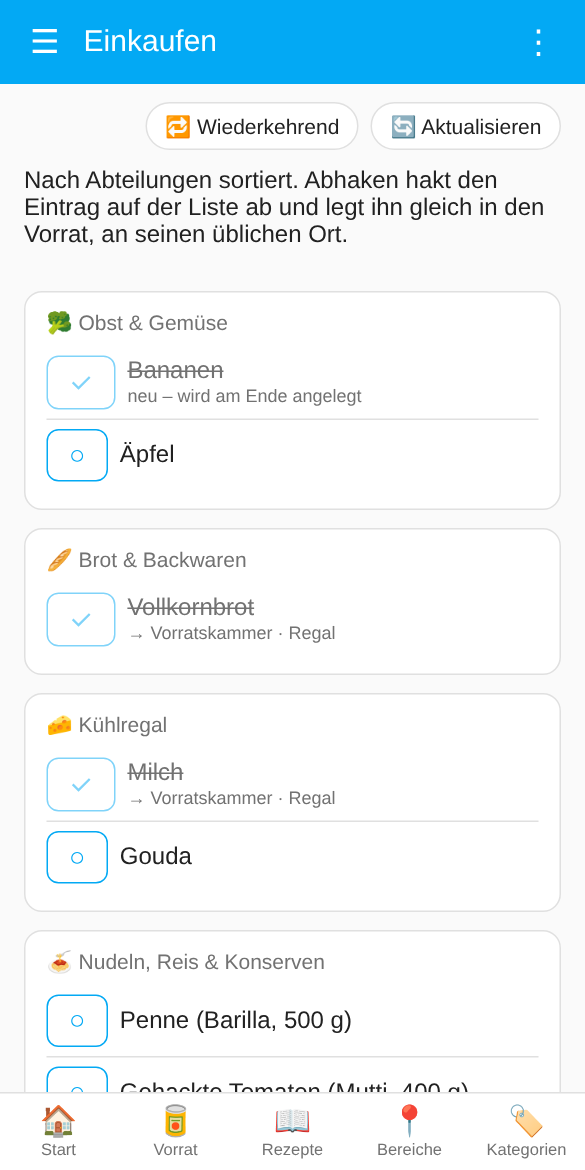 Einkaufen
Wiederkehrend
Aktualisieren
Nach Abteilungen sortiert. Abhaken hakt den
Eintrag auf der Liste ab und legt ihn gleich in den
Vorrat, an seinen üblichen Ort.
Obst & Gemüse
Bananen
neu – wird am Ende angelegt
Äpfel
Brot & Backwaren
Vollkornbrot
→ Vorratskammer · Regal
Kühlregal
Milch
→ Vorratskammer · Regal
Gouda
Nudeln, Reis & Konserven
Penne (Barilla, 500 g)
Gehackte Tomaten (Mutti, 400 g)
Start
Vorrat
Rezepte
Bereiche
Kategorien